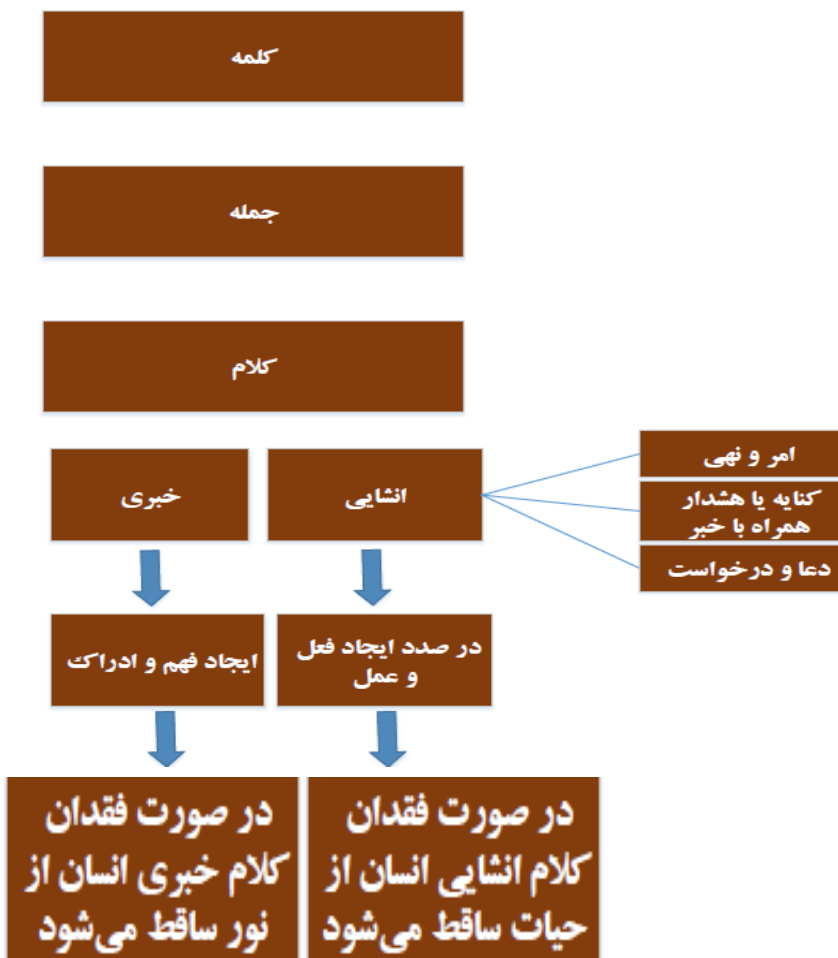 کلمه
جمله
کلام
امر و نهی
کنایه یا هشدار
همراه با خبر
دعا و درخواست
انشایی
خبری
در صدد ایجاد فعل
و عمل
ایجاد فهم و ادراک
در صورت فقدان
کلام انشایی انسان از
حیات ساقط می‌شود
در صورت فقدان
کلام خبری انسان از
نور ساقط می‌شود